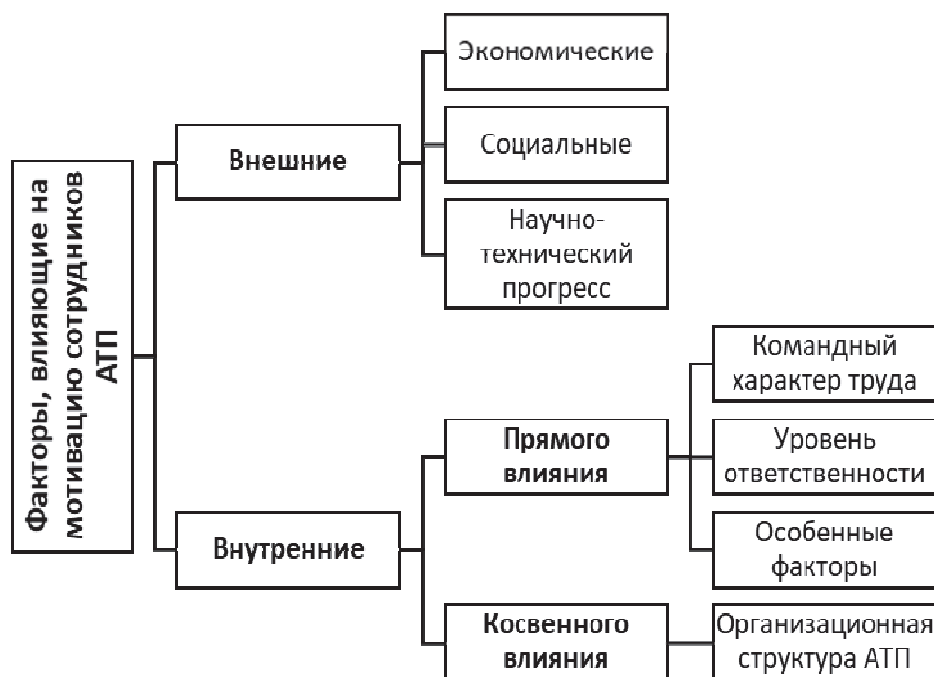 Факторы, влияющие на
мотивацию сотрудников
АТП
Внешние
Экономические
Социальные
Научно-
технический
прогресс
Внутренние
Прямого
влияния
Командный
характер труда
Уровень
ответственности
Особенные
факторы
Косвенного
влияния
Организационная
структура АТП